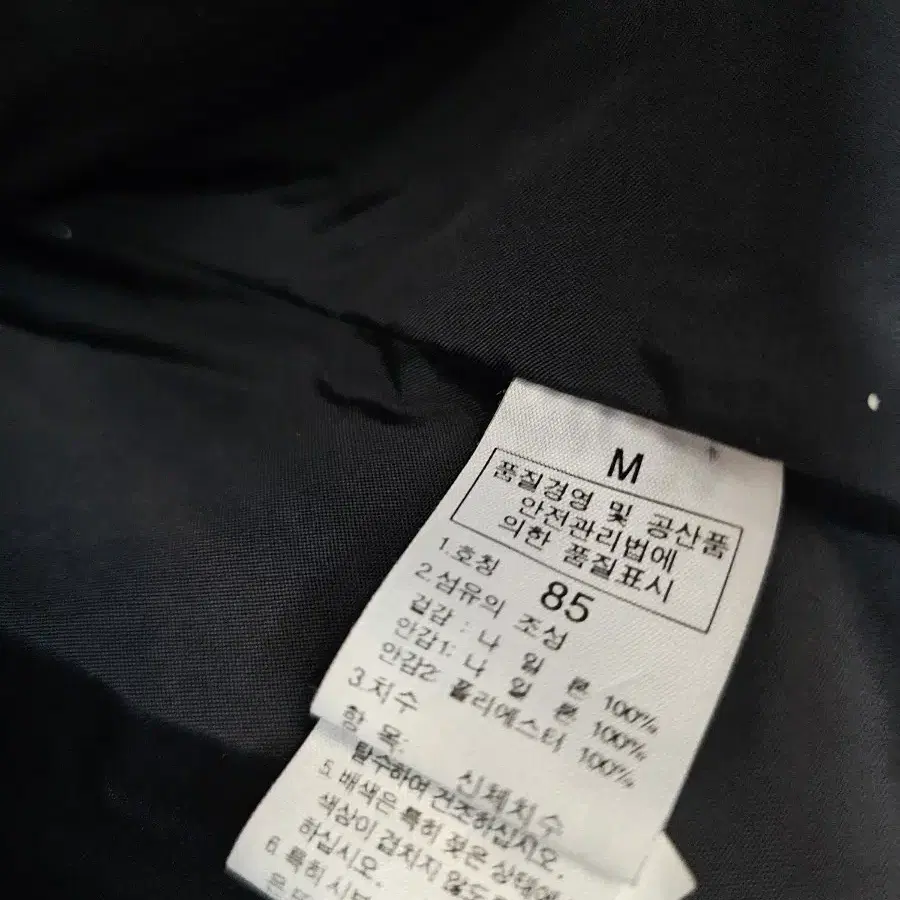 M
품질경영 및 공산품
안전관리법에
의한 품질표시
1.호칭 85
2.섬유의 조성
겉감 : 나 일 론 100%
안감1: 나 일 론 100%
안감2: 폴리에스터 100%
3.치수
항 목: 신체치수
탈수하여 건조하십시오.
5.배색은 특히 젖은 상태에
색상이 겹치지 않도
하십시오.
6.특히